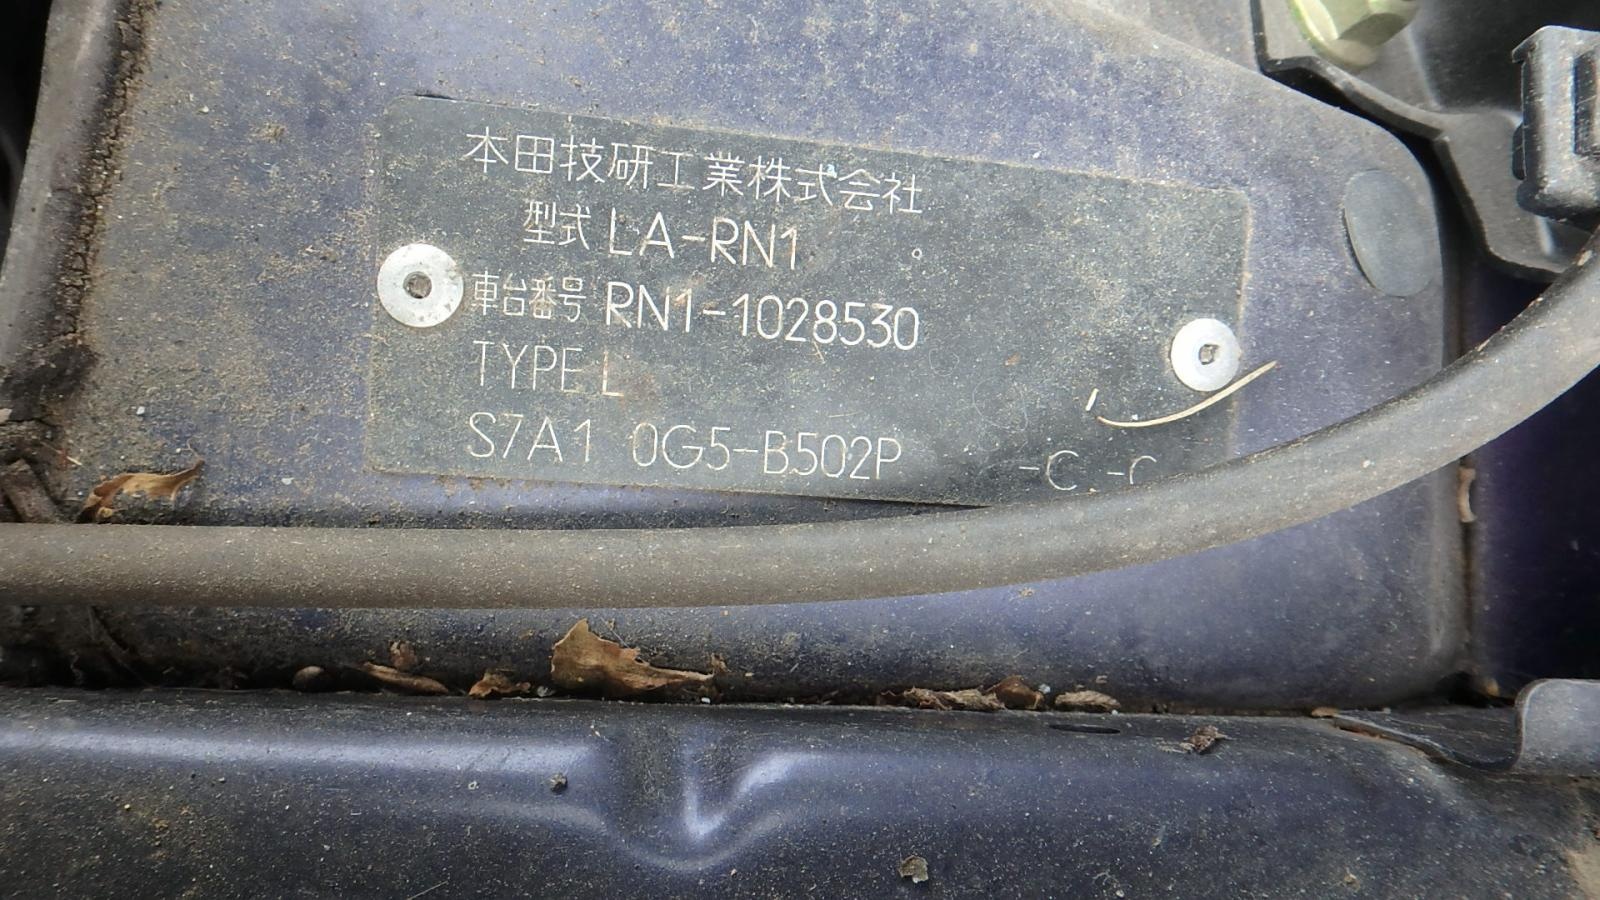 本田技研工業株式会社
型式 LA-RN1
車台番号 RN1-1028530
TYPE L
S7A1 0G5-B502P -C -C